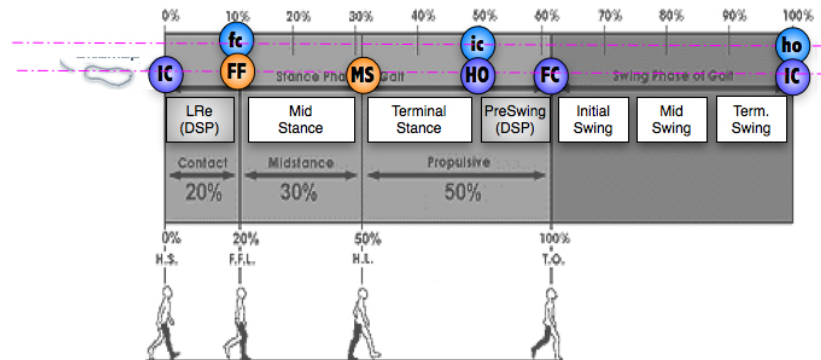 0% 10% 20% 30% 40% 50% 60% 70% 80% 90% 100%
fc ic ho
IC FF Stance Pha MS Gait HO FC Swing Phase of Gait IC
LRe (DSP)
Mid Stance
Terminal Stance
PreSwing (DSP)
Initial Swing
Mid Swing
Term. Swing
Contact Midstance Propulsive
20% 30% 50%
0% 20% 50% 100%
H.S. F.F.L. H.L. T.O.